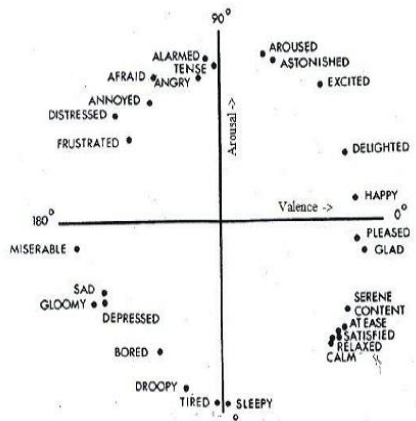 90°
ALARMED
AROUSED
TENSE
ASTONISHED
AFRAID
ANGRY
EXCITED
ANNOYED
DISTRESSED
FRUSTRATED
Arousal ->
DELIGHTED
HAPPY
180°
Valence ->
0°
PLEASED
MISERABLE
GLAD
SAD
SERENE
GLOOMY
CONTENT
DEPRESSED
AT EASE
SATISFIED
RELAXED
BORED
CALM
DROOPY
TIRED
SLEEPY